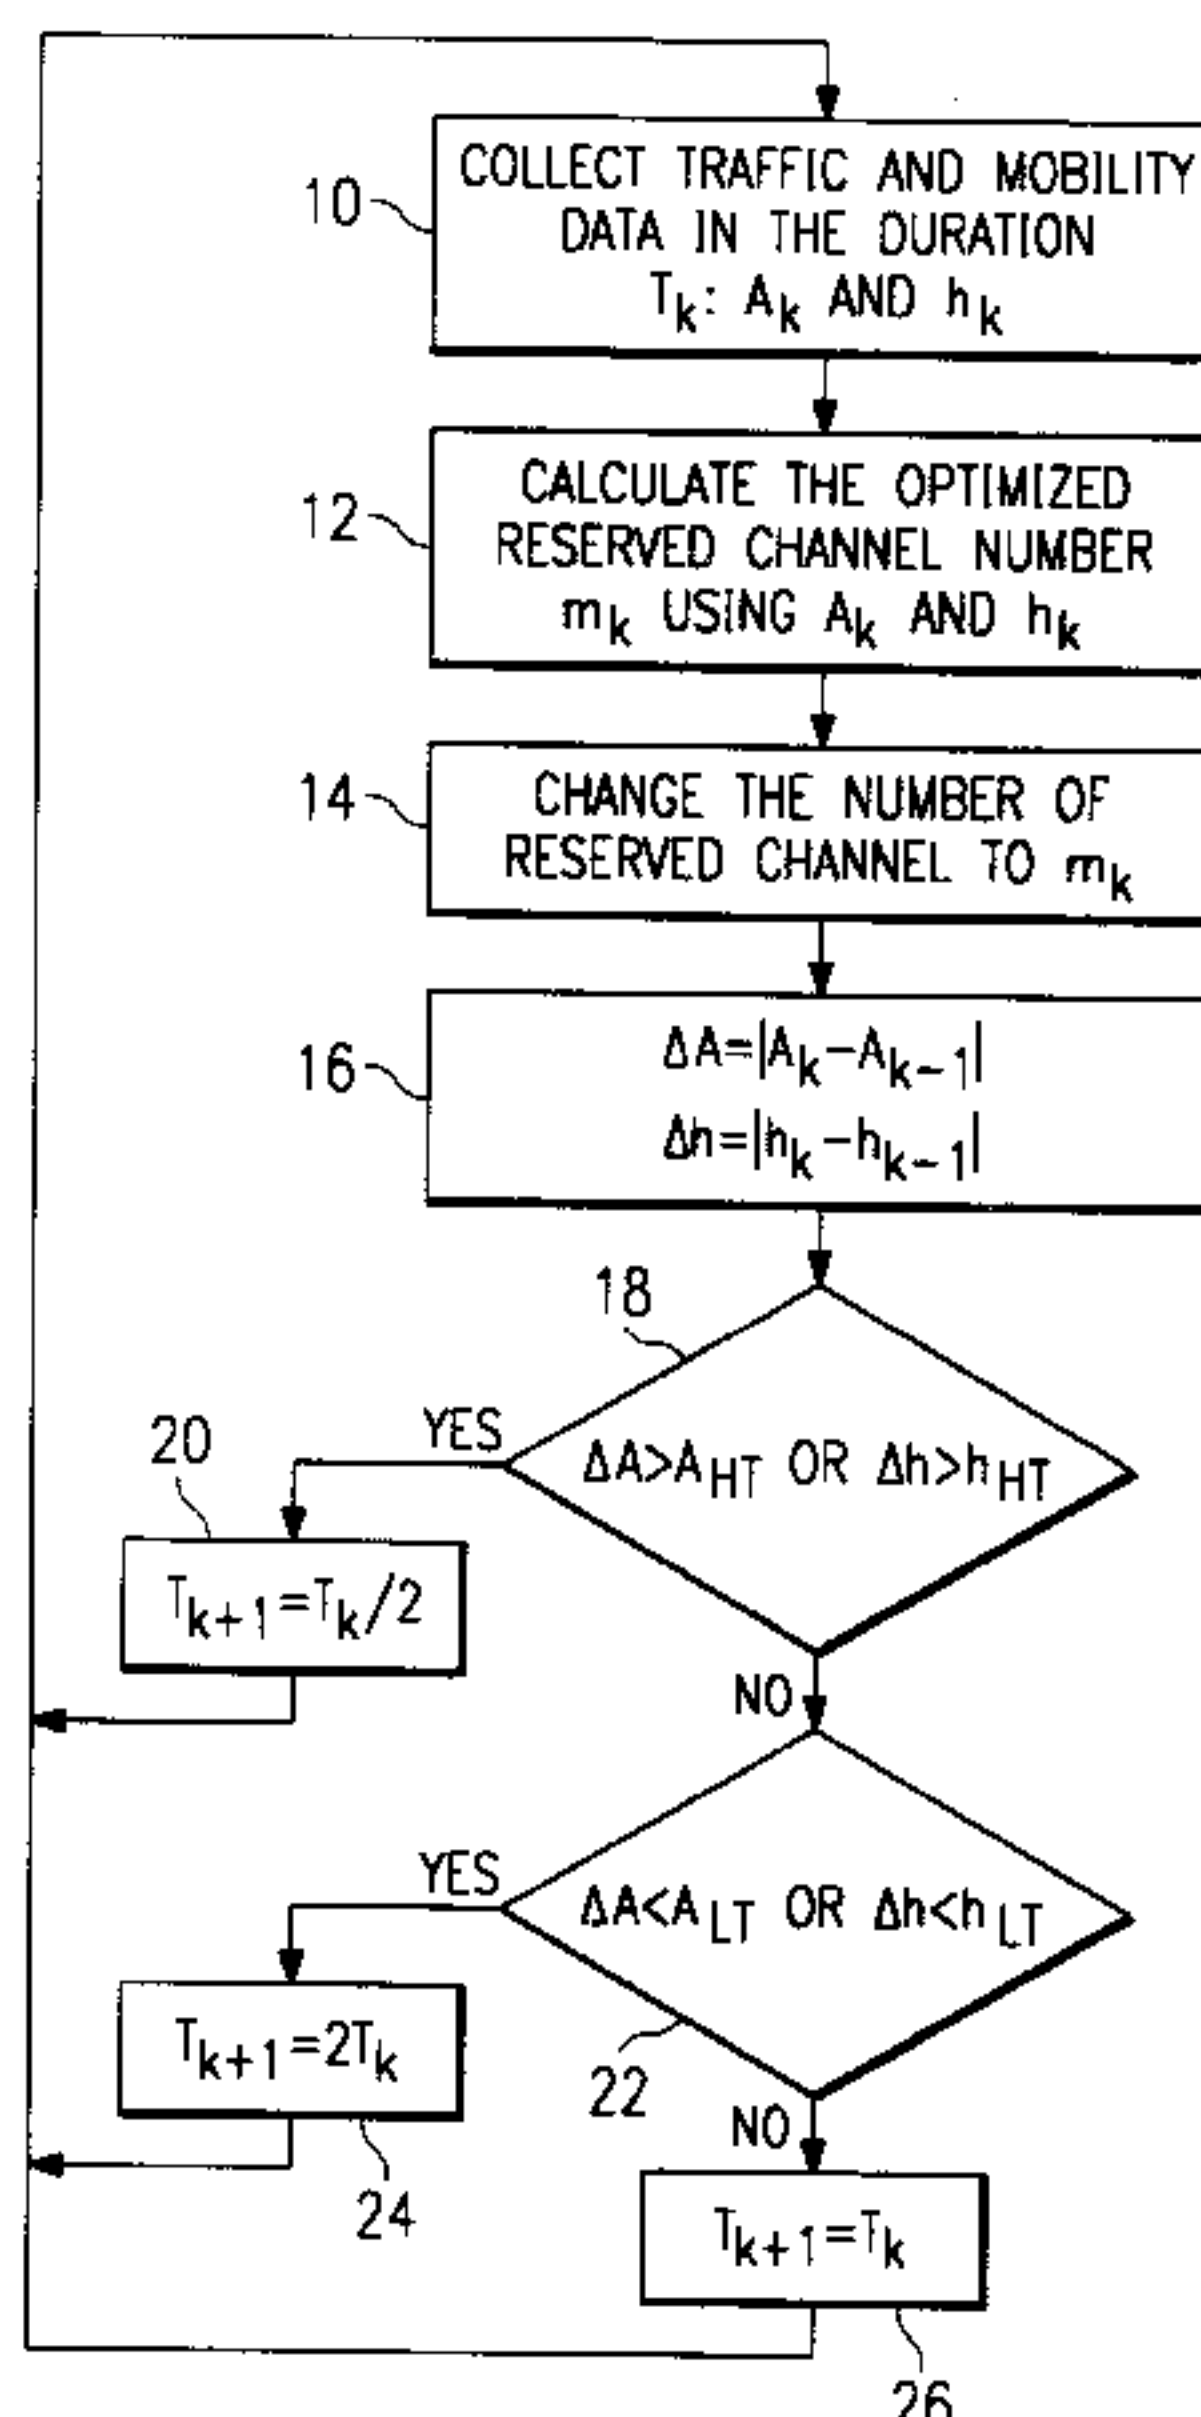 10
COLLECT TRAFFIC AND MOBILITY
DATA IN THE DURATION
Tk: Ak AND hk
12
CALCULATE THE OPTIMIZED
RESERVED CHANNEL NUMBER
mk USING Ak AND hk
14
CHANGE THE NUMBER OF
RESERVED CHANNEL TO mk
16
ΔA=|Ak-Ak-1|
Δh=|hk-hk-1|
18
YES
ΔA>AHT OR Δh>hHT
20
Tk+1=Tk/2
NO
YES
ΔA<ALT OR Δh<hLT
22
Tk+1=2Tk
24
NO
Tk+1=Tk
26